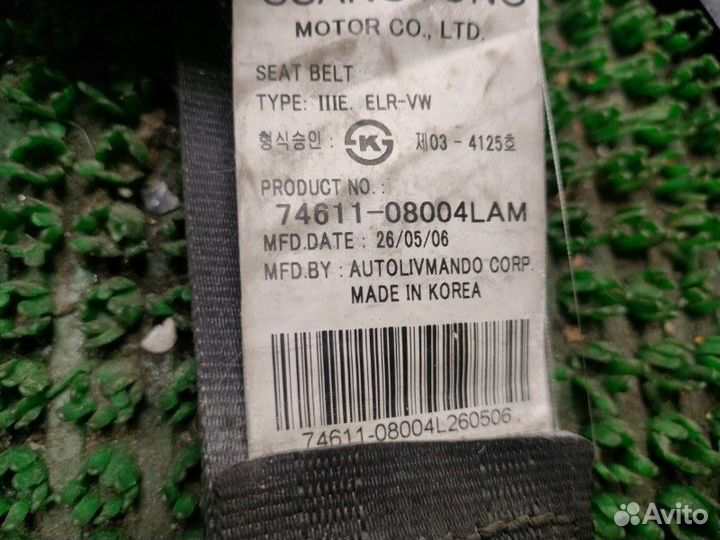 SSANGYONG
MOTOR CO., LTD.
SEAT BELT
TYPE: IIIE. ELR-VW
형식승인 : K 제03 - 4125호
PRODUCT NO. :
74611-08004LAM
MFD.DATE : 26/05/06
MFD.BY : AUTOLIVMANDO CORP.
MADE IN KOREA
74611-08004L260506
Avito